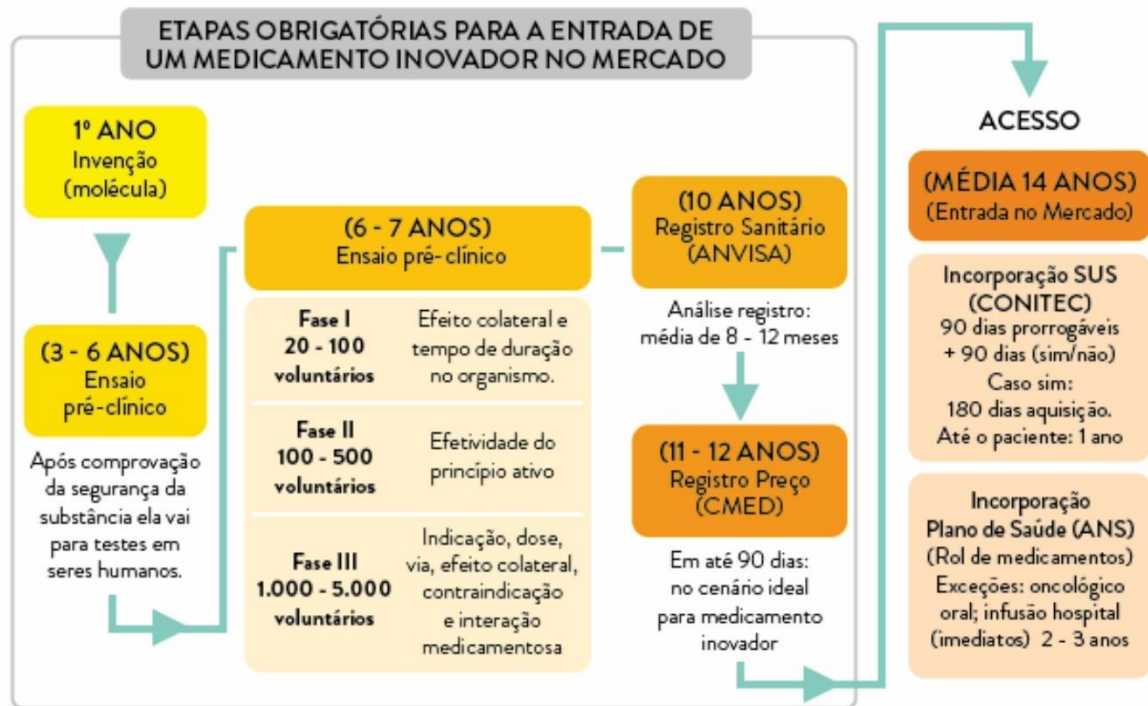 ETAPAS OBRIGATÓRIAS PARA A ENTRADA DE
UM MEDICAMENTO INOVADOR NO MERCADO
1º ANO
Invenção
(molécula)
(3 - 6 ANOS)
Ensaio
pré-clínico
Após comprovação
da segurança da
substância ela vai
para testes em
seres humanos.
(6 - 7 ANOS)
Ensaio pré-clínico
Fase I
20 - 100
voluntários
Efeito colateral e
tempo de duração
no organismo.
Fase II
100 - 500
voluntários
Efetividade do
princípio ativo
Fase III
1.000 - 5.000
voluntários
Indicação, dose,
via, efeito colateral,
contraindicação
e interação
medicamentosa
(10 ANOS)
Registro Sanitário
(ANVISA)
Análise registro:
média de 8 - 12 meses
(11 - 12 ANOS)
Registro Preço
(CMED)
Em até 90 dias:
no cenário ideal
para medicamento
inovador
ACESSO
(MÉDIA 14 ANOS)
(Entrada no Mercado)
Incorporação SUS
(CONITEC)
90 dias prorrogáveis
+ 90 dias (sim/não)
Caso sim:
180 dias aquisição.
Até o paciente: 1 ano
Incorporação
Plano de Saúde (ANS)
(Rol de medicamentos)
Exceções: oncológico
oral; infusão hospital
(imediatos) 2 - 3 anos